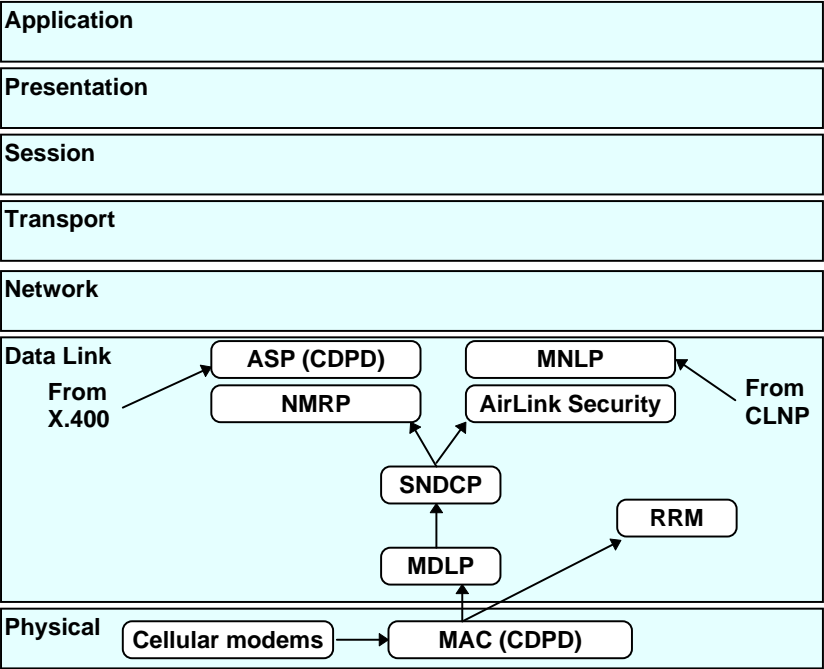 Application
Presentation
Session
Transport
Network
Data Link
ASP (CDPD)
MNLP
From
X.400
NMRP
AirLink Security
From
CLNP
SNDCP
RRM
MDLP
Physical
Cellular modems
MAC (CDPD)